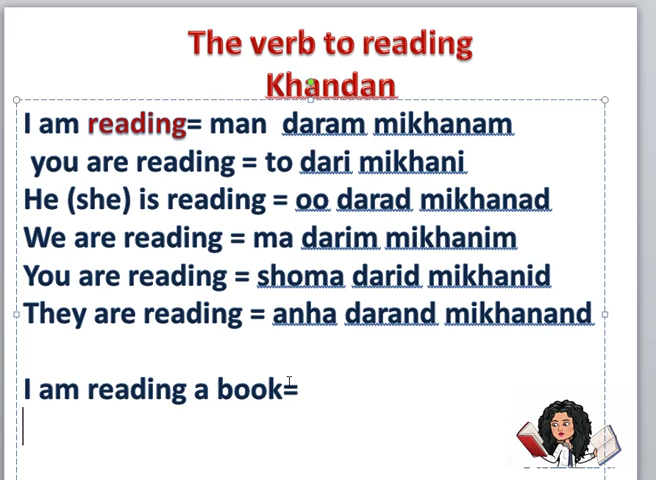 The verb to reading
Khandan
I am reading= man daram mikhanam
you are reading = to dari mikhani
He (she) is reading = oo darad mikhanad
We are reading = ma darim mikhanim
You are reading = shoma darid mikhanid
They are reading = anha darand mikhanand
I am reading a book=